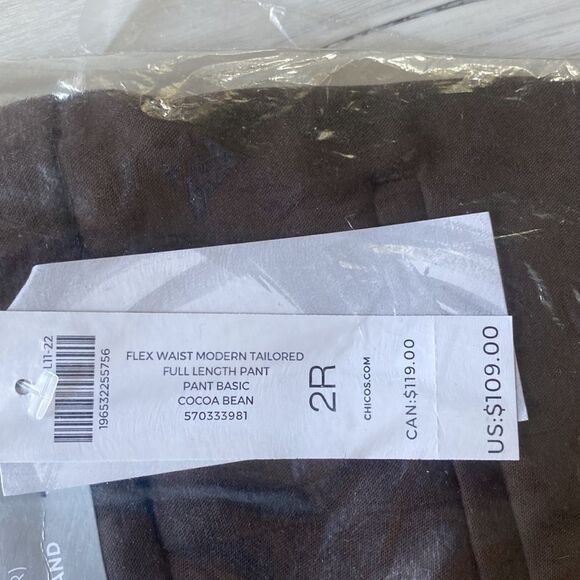 L11-22
196532255756
FLEX WAIST MODERN TAILORED
FULL LENGTH PANT
PANT BASIC
COCOA BEAN
570333981
2R
CHICOS.COM
CAN:$119.00
US:$109.00
R)
AND